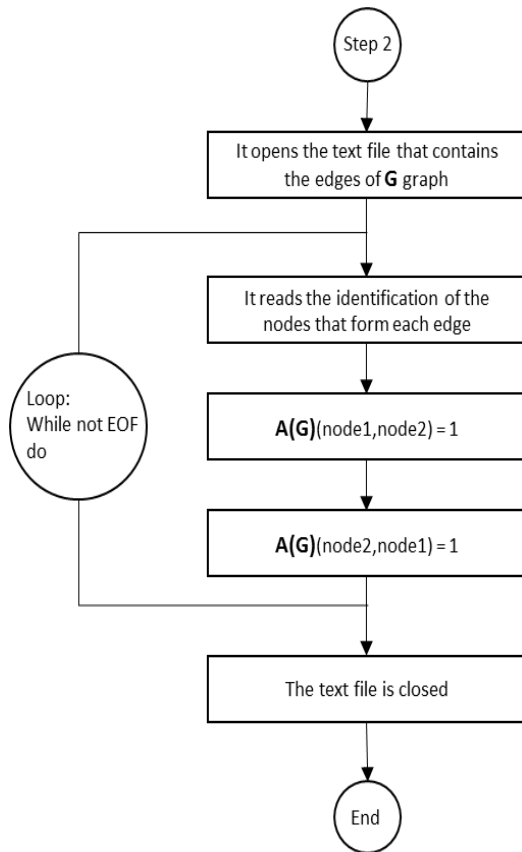 Step 2
It opens the text file that contains
the edges of G graph
It reads the identification of the
nodes that form each edge
Loop:
While not EOF
do
A(G)(node1,node2) = 1
A(G)(node2,node1) = 1
The text file is closed
End